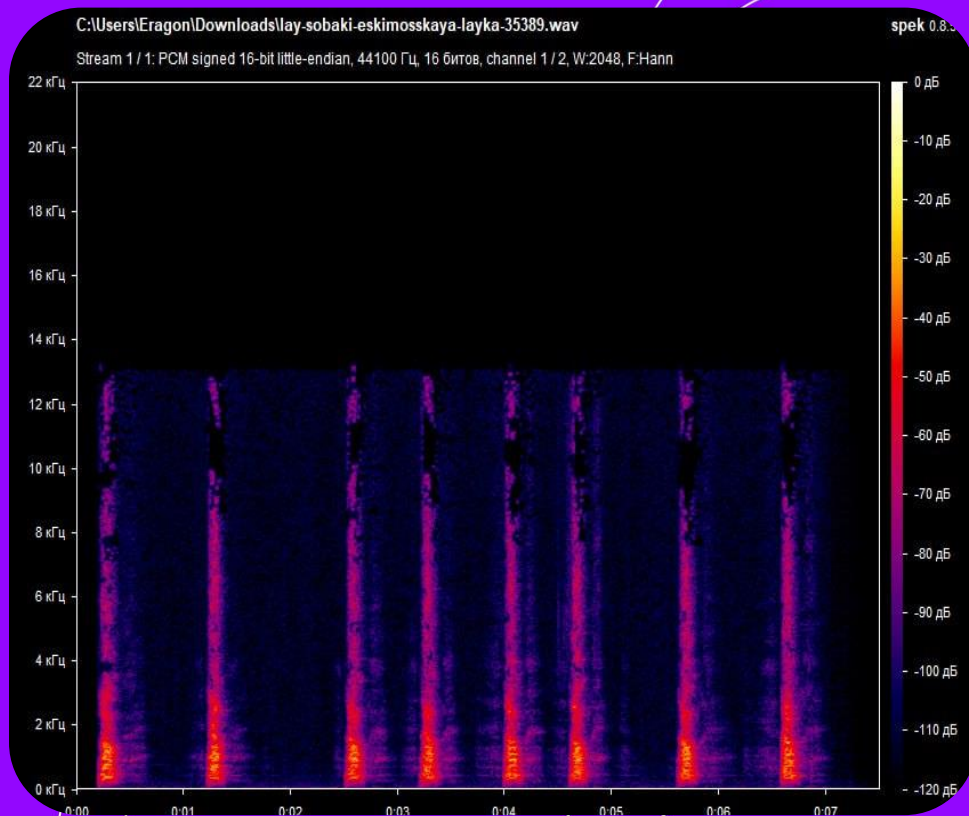 C:\Users\Eragon\Downloads\lay-sobaki-eskimosskaya-layka-35389.wav
spek 0.8.5
Stream 1 / 1: PCM signed 16-bit little-endian, 44100 Гц, 16 битов, channel 1 / 2, W:2048, F:Hann
22 кГц
20 кГц
18 кГц
16 кГц
14 кГц
12 кГц
10 кГц
8 кГц
6 кГц
4 кГц
2 кГц
0 кГц
0:00 0:01 0:02 0:03 0:04 0:05 0:06 0:07
0 дБ
-10 дБ
-20 дБ
-30 дБ
-40 дБ
-50 дБ
-60 дБ
-70 дБ
-80 дБ
-90 дБ
-100 дБ
-110 дБ
-120 дБ